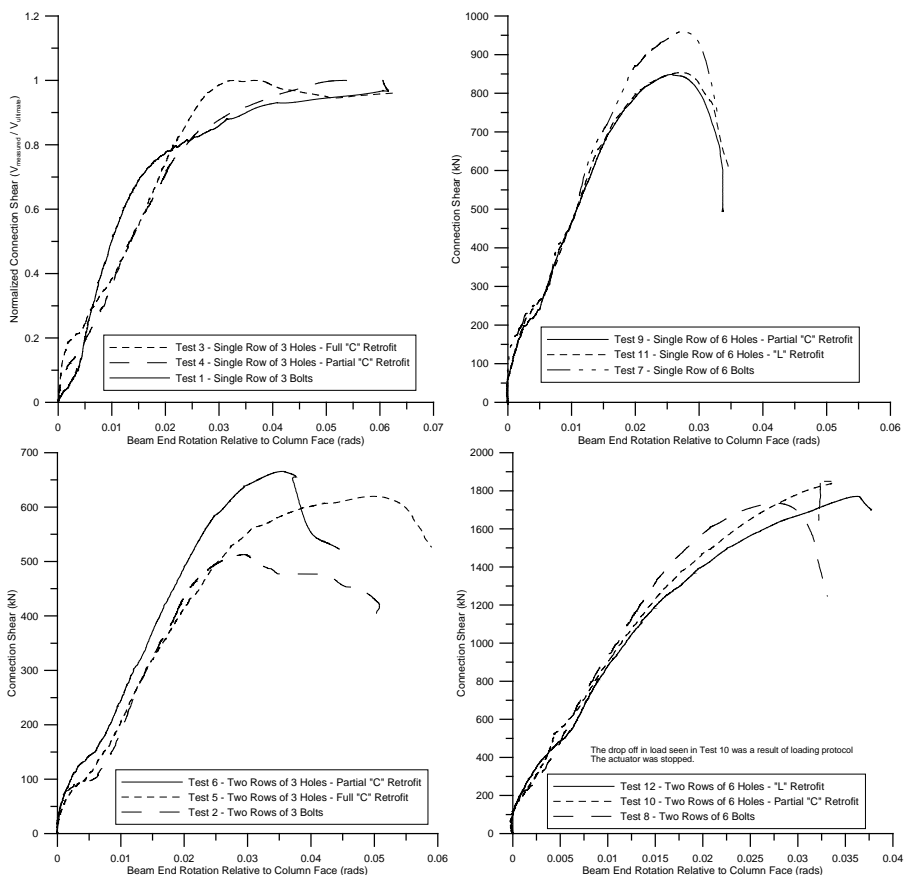 1.2
1
0.8
0.6
0.4
0.2
0
Normalized Connection Shear (V measured / V ultimate)
Test 3 - Single Row of 3 Holes - Full "C" Retrofit
Test 4 - Single Row of 3 Holes - Partial "C" Retrofit
Test 1 - Single Row of 3 Bolts
0 0.01 0.02 0.03 0.04 0.05 0.06 0.07
Beam End Rotation Relative to Column Face (rads)
1000
900
800
700
600
500
400
300
200
100
0
Connection Shear (kN)
Test 9 - Single Row of 6 Holes - Partial "C" Retrofit
Test 11 - Single Row of 6 Holes - "L" Retrofit
Test 7 - Single Row of 6 Bolts
0 0.01 0.02 0.03 0.04 0.05 0.06
Beam End Rotation Relative to Column Face (rads)
700
600
500
400
300
200
100
0
Connection Shear (kN)
Test 6 - Two Rows of 3 Holes - Partial "C" Retrofit
Test 5 - Two Rows of 3 Holes - Full "C" Retrofit
Test 2 - Two Rows of 3 Bolts
0 0.01 0.02 0.03 0.04 0.05 0.06
Beam End Rotation Relative to Column Face (rads)
2000
1800
1600
1400
1200
1000
800
600
400
200
0
Connection Shear (kN)
The drop off in load seen in Test 10 was a result of loading protocol
The actuator was stopped.
Test 12 - Two Rows of 6 Holes - "L" Retrofit
Test 10 - Two Rows of 6 Holes - Partial "C" Retrofit
Test 8 - Two Rows of 6 Bolts
0 0.005 0.01 0.015 0.02 0.025 0.03 0.035 0.04
Beam End Rotation Relative to Column Face (rads)